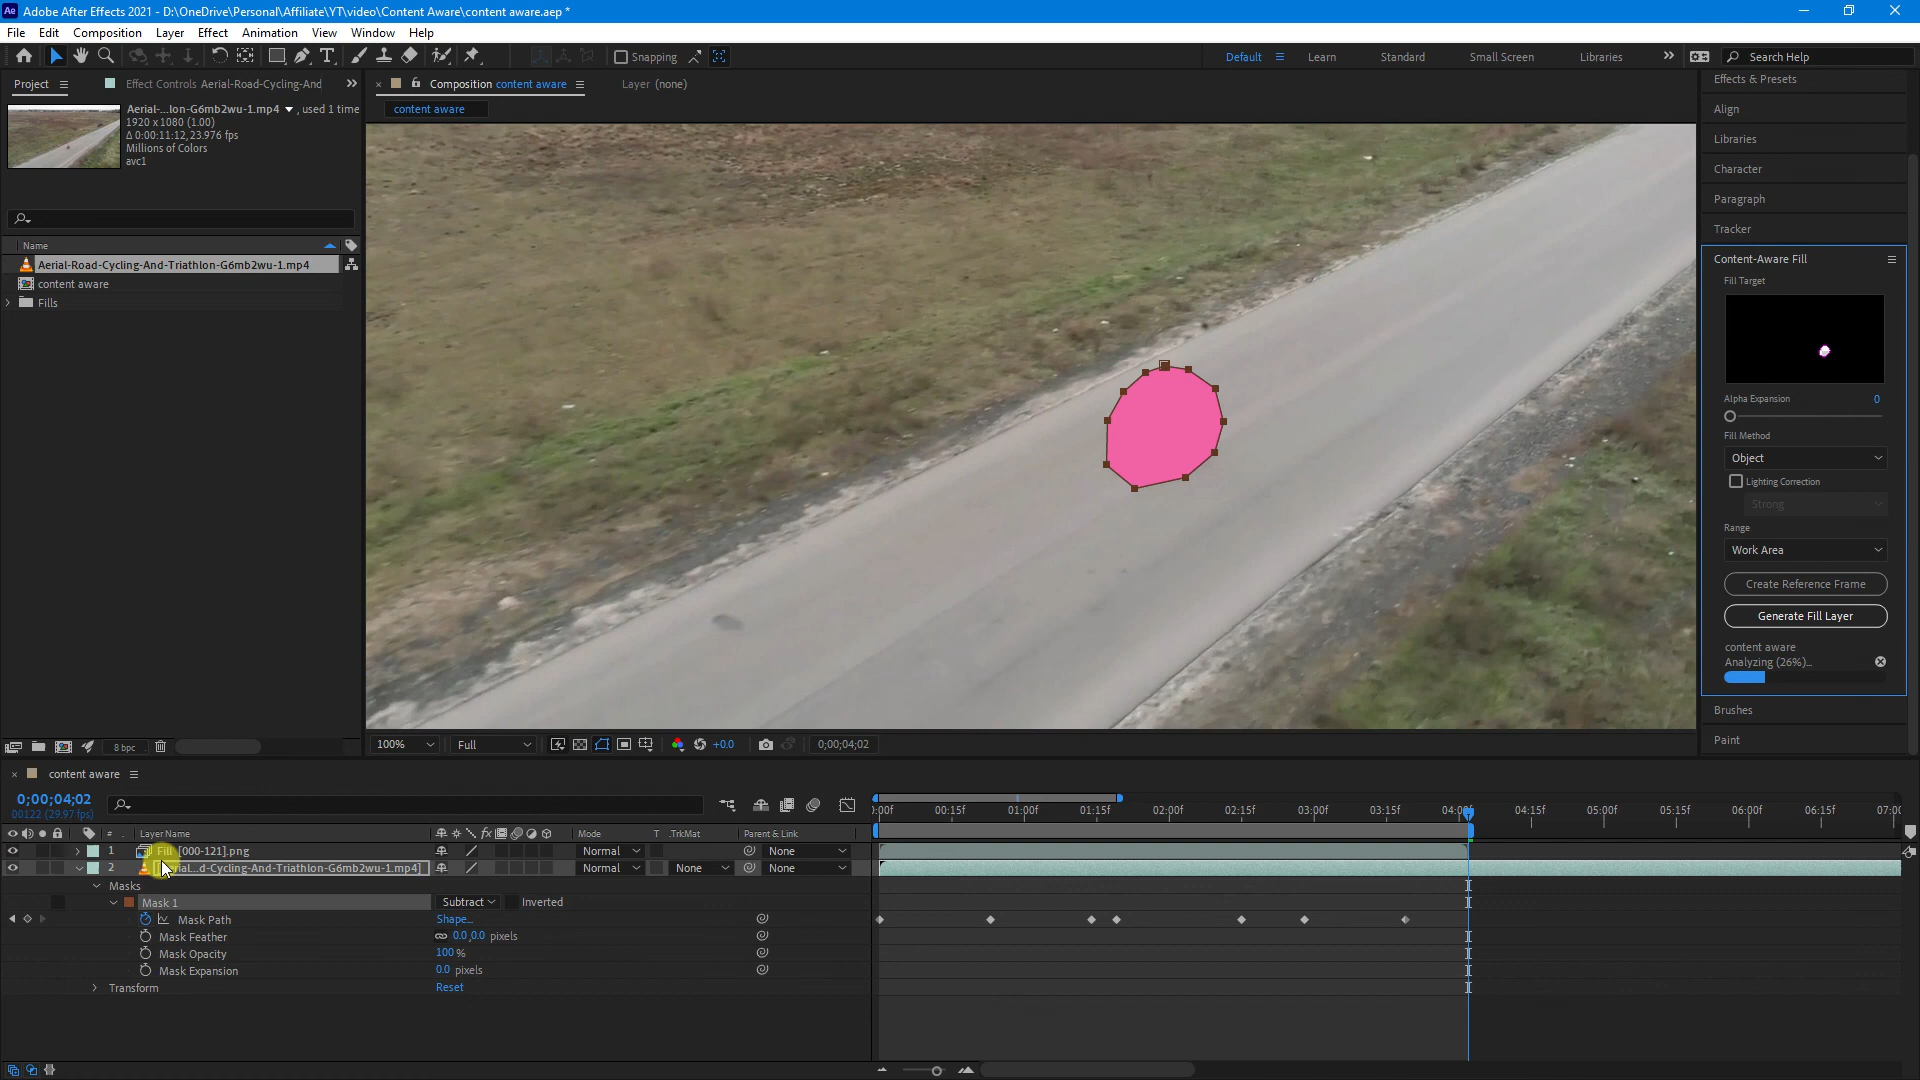 Ae Adobe After Effects 2021 - D:\OneDrive\Personal\Affiliate\YT\video\Content Aware\content aware.aep *
File Edit Composition Layer Effect Animation View Window Help
Snapping Default Learn Standard Small Screen Libraries Search Help
Project Effect Controls Aerial-Road-Cycling-And
Composition content aware Layer (none)
content aware
Aerial-...lon-G6mb2wu-1.mp4 , used 1 time
1920 x 1080 (1.00)
Δ 0:00:11:12, 23.976 fps
Millions of Colors
avc1
Name
Aerial-Road-Cycling-And-Triathlon-G6mb2wu-1.mp4
content aware
Fills
8 bpc
100% Full +0.0 0;00;04;02
Effects & Presets
Align
Libraries
Character
Paragraph
Tracker
Content-Aware Fill
Fill Target
Alpha Expansion 0
Fill Method
Object
Lighting Correction
Strong
Range
Work Area
Create Reference Frame
Generate Fill Layer
content aware
Analyzing (26%)...
Brushes
Paint
content aware
0;00;04;02
00122 (29.97 fps)
:00f 00:15f 01:00f 01:15f 02:00f 02:15f 03:00f 03:15f 04:00f 04:15f 05:00f 05:15f 06:00f 06:15f 07:00
# Layer Name Mode T .TrkMat Parent & Link
1 Fill [000-121].png Normal None
2 d-Cycling-And-Triathlon-G6mb2wu-1.mp4] Normal None None
Masks
Mask 1 Subtract Inverted
Mask Path Shape...
Mask Feather 0.0,0.0 pixels
Mask Opacity 100 %
Mask Expansion 0.0 pixels
Transform Reset